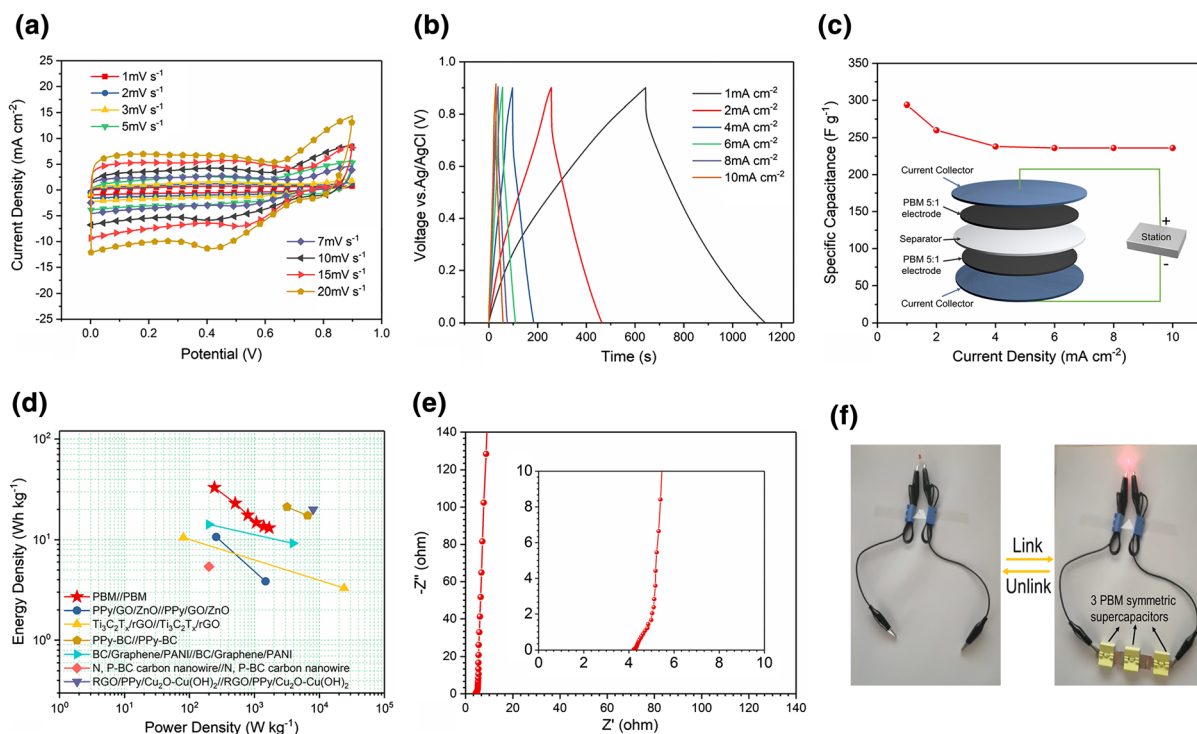 (a)
25
20
15
10
5
0
-5
-10
-15
-20
-25
Current Density (mA cm⁻²)
1mV s⁻¹
2mV s⁻¹
3mV s⁻¹
5mV s⁻¹
7mV s⁻¹
10mV s⁻¹
15mV s⁻¹
20mV s⁻¹
0.0 0.2 0.4 0.6 0.8 1.0
Potential (V)
(b)
1.0
0.8
0.6
0.4
0.2
0.0
Voltage vs.Ag/AgCl (V)
1mA cm⁻²
2mA cm⁻²
4mA cm⁻²
6mA cm⁻²
8mA cm⁻²
10mA cm⁻²
0 200 400 600 800 1000 1200
Time (s)
(c)
350
300
250
200
150
100
50
0
Specific Capacitance (F g⁻¹)
Current Collector
PBM 5:1
electrode
Separator
PBM 5:1
electrode
Current Collector
+
Station
-
0 2 4 6 8 10
Current Density (mA cm⁻²)
(d)
10²
10¹
10⁰
Energy Density (Wh kg⁻¹)
PBM//PBM
PPy/GO/ZnO//PPy/GO/ZnO
Ti₃C₂Tₓ/rGO//Ti₃C₂Tₓ/rGO
PPy-BC//PPy-BC
BC/Graphene/PANI//BC/Graphene/PANI
N, P-BC carbon nanowire//N, P-BC carbon nanowire
RGO/PPy/Cu₂O-Cu(OH)₂//RGO/PPy/Cu₂O-Cu(OH)₂
10⁰ 10¹ 10² 10³ 10⁴ 10⁵
Power Density (W kg⁻¹)
(e)
140
120
100
80
60
40
20
0
-Z" (ohm)
10
8
6
4
2
0
0 2 4 6 8 10
0 20 40 60 80 100 120 140
Z' (ohm)
(f)
Link
Unlink
3 PBM symmetric
supercapacitors